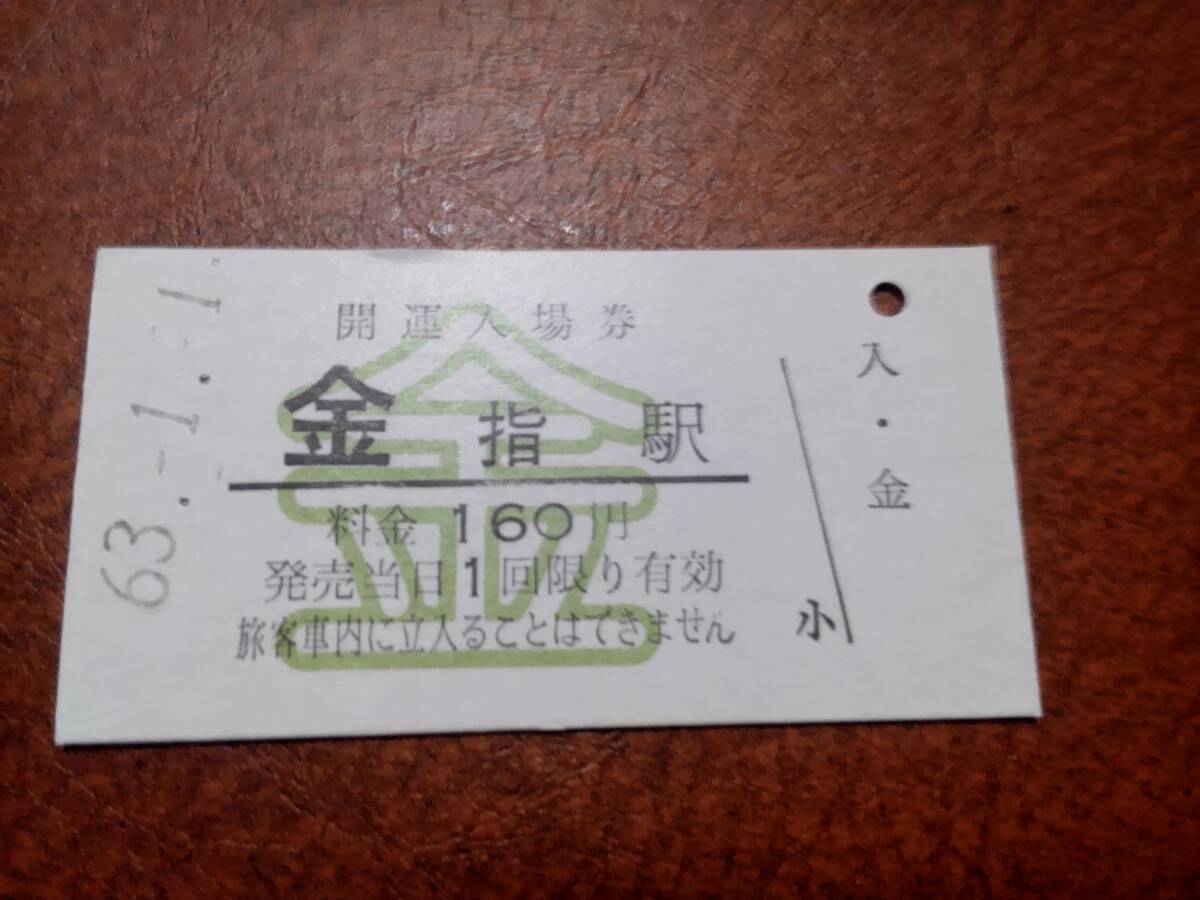 63.-1.-1.
開運入場券
金指駅
料金 160円
発売当日1回限り有効
旅客車内に立入ることはできません
小
入・金
金